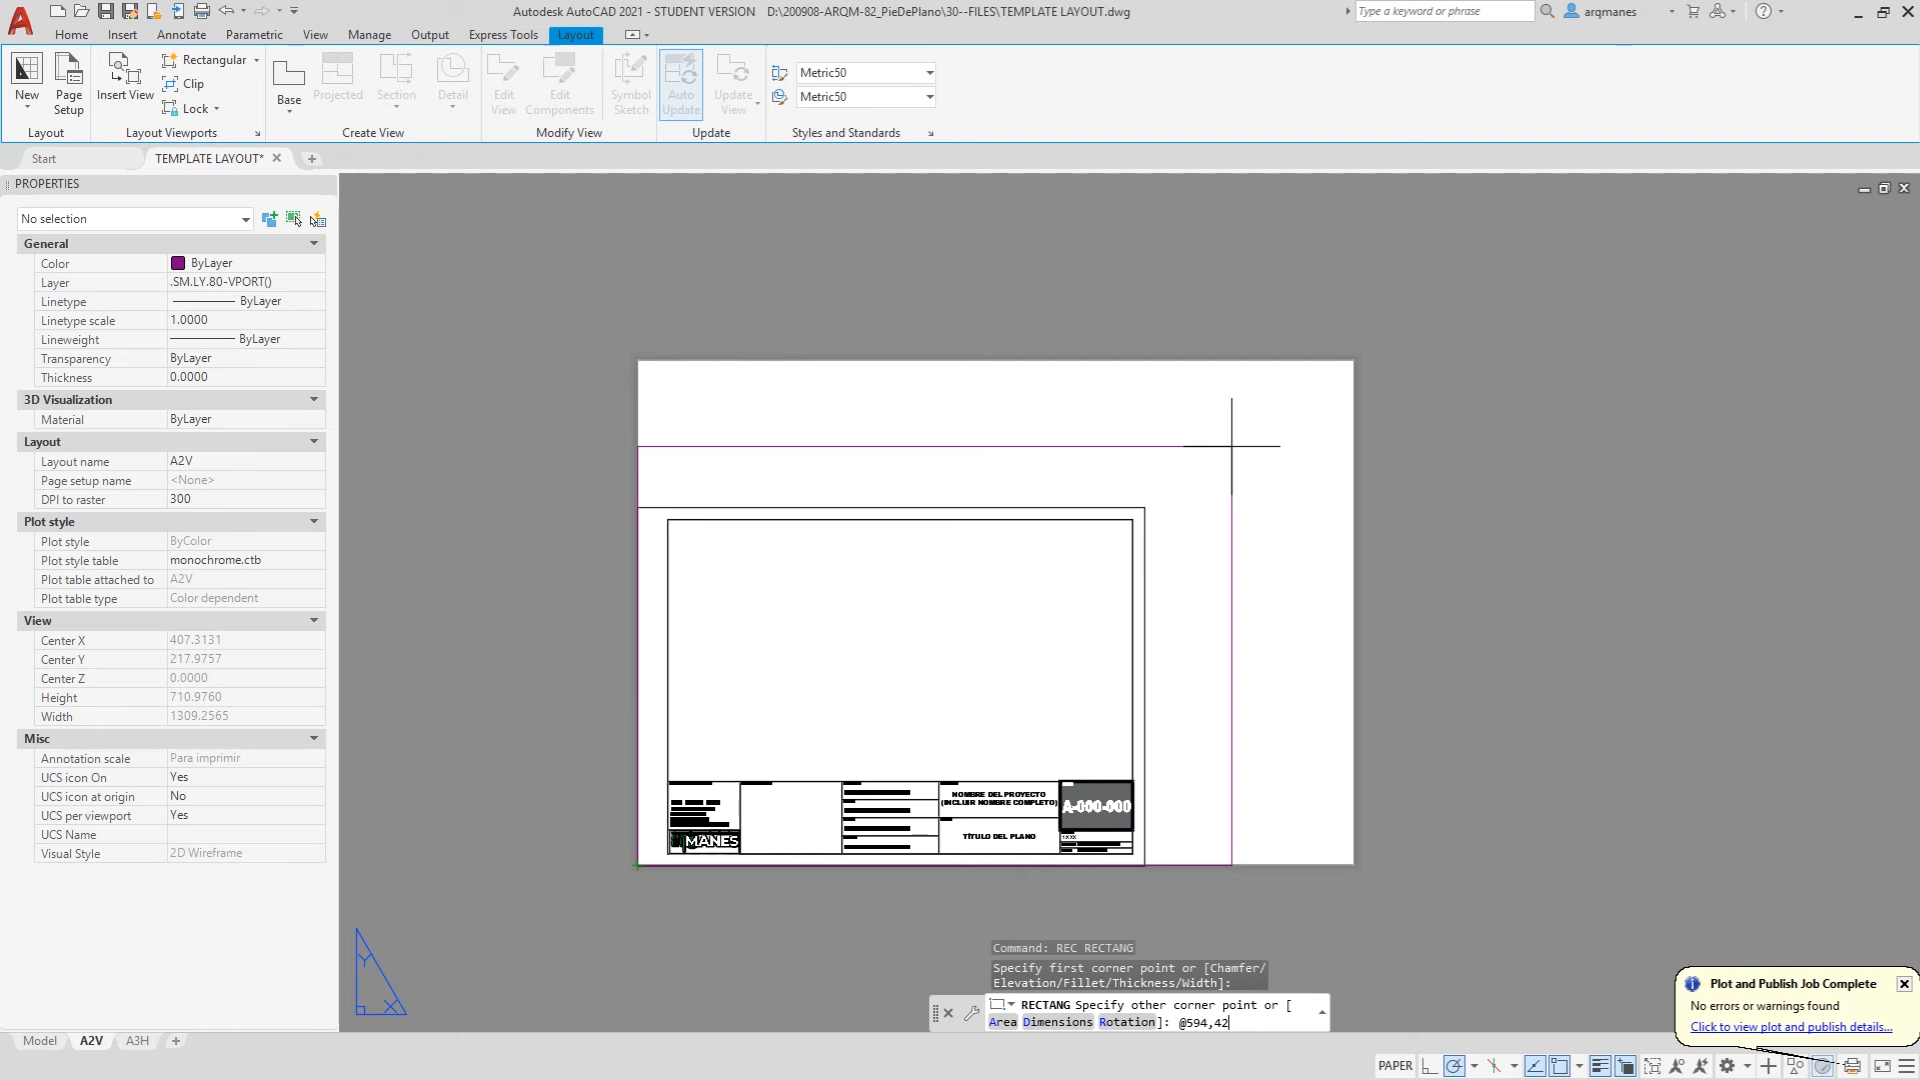 Autodesk AutoCAD 2021 - STUDENT VERSION D:\200908-ARQM-82_PieDePlano\30--FILES\TEMPLATE LAYOUT.dwg
Type a keyword or phrase
arqmanes
Home Insert Annotate Parametric View Manage Output Express Tools Layout
New
Page Setup
Insert View
Rectangular
Clip
Lock
Base
Projected
Section
Detail
Edit View
Edit Components
Symbol Sketch
Auto Update
Update View
Metric50
Metric50
Layout
Layout Viewports
Create View
Modify View
Update
Styles and Standards
Start
TEMPLATE LAYOUT*
PROPERTIES
No selection
General
Color ByLayer
Layer .SM.LY.80-VPORT()
Linetype ByLayer
Linetype scale 1.0000
Lineweight ByLayer
Transparency ByLayer
Thickness 0.0000
3D Visualization
Material ByLayer
Layout
Layout name A2V
Page setup name <None>
DPI to raster 300
Plot style
Plot style ByColor
Plot style table monochrome.ctb
Plot table attached to A2V
Plot table type Color dependent
View
Center X 407.3131
Center Y 217.9757
Center Z 0.0000
Height 710.9760
Width 1309.2565
Misc
Annotation scale Para imprimir
UCS icon On Yes
UCS icon at origin No
UCS per viewport Yes
UCS Name
Visual Style 2D Wireframe
NOMBRE DEL PROYECTO
(INCLUIR NOMBRE COMPLETO)
TÍTULO DEL PLANO
A-000-000
MANES
Y
X
Command: REC RECTANG
Specify first corner point or [Chamfer/
Elevation/Fillet/Thickness/Width]:
RECTANG Specify other corner point or [
Area Dimensions Rotation]: @594,42
Plot and Publish Job Complete
No errors or warnings found
Click to view plot and publish details...
Model A2V A3H
PAPER